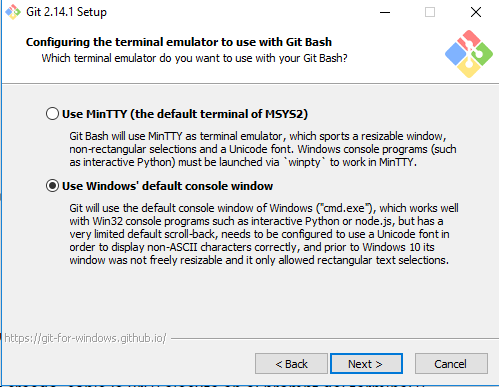 Git 2.14.1 Setup
Configuring the terminal emulator to use with Git Bash
Which terminal emulator do you want to use with your Git Bash?
Use MinTTY (the default terminal of MSYS2)
Git Bash will use MinTTY as terminal emulator, which sports a resizable window,
non-rectangular selections and a Unicode font. Windows console programs (such
as interactive Python) must be launched via `winpty` to work in MinTTY.
Use Windows' default console window
Git will use the default console window of Windows ("cmd.exe"), which works well
with Win32 console programs such as interactive Python or node.js, but has a
very limited default scroll-back, needs to be configured to use a Unicode font in
order to display non-ASCII characters correctly, and prior to Windows 10 its
window was not freely resizable and it only allowed rectangular text selections.
https://git-for-windows.github.io/
< Back
Next >
Cancel